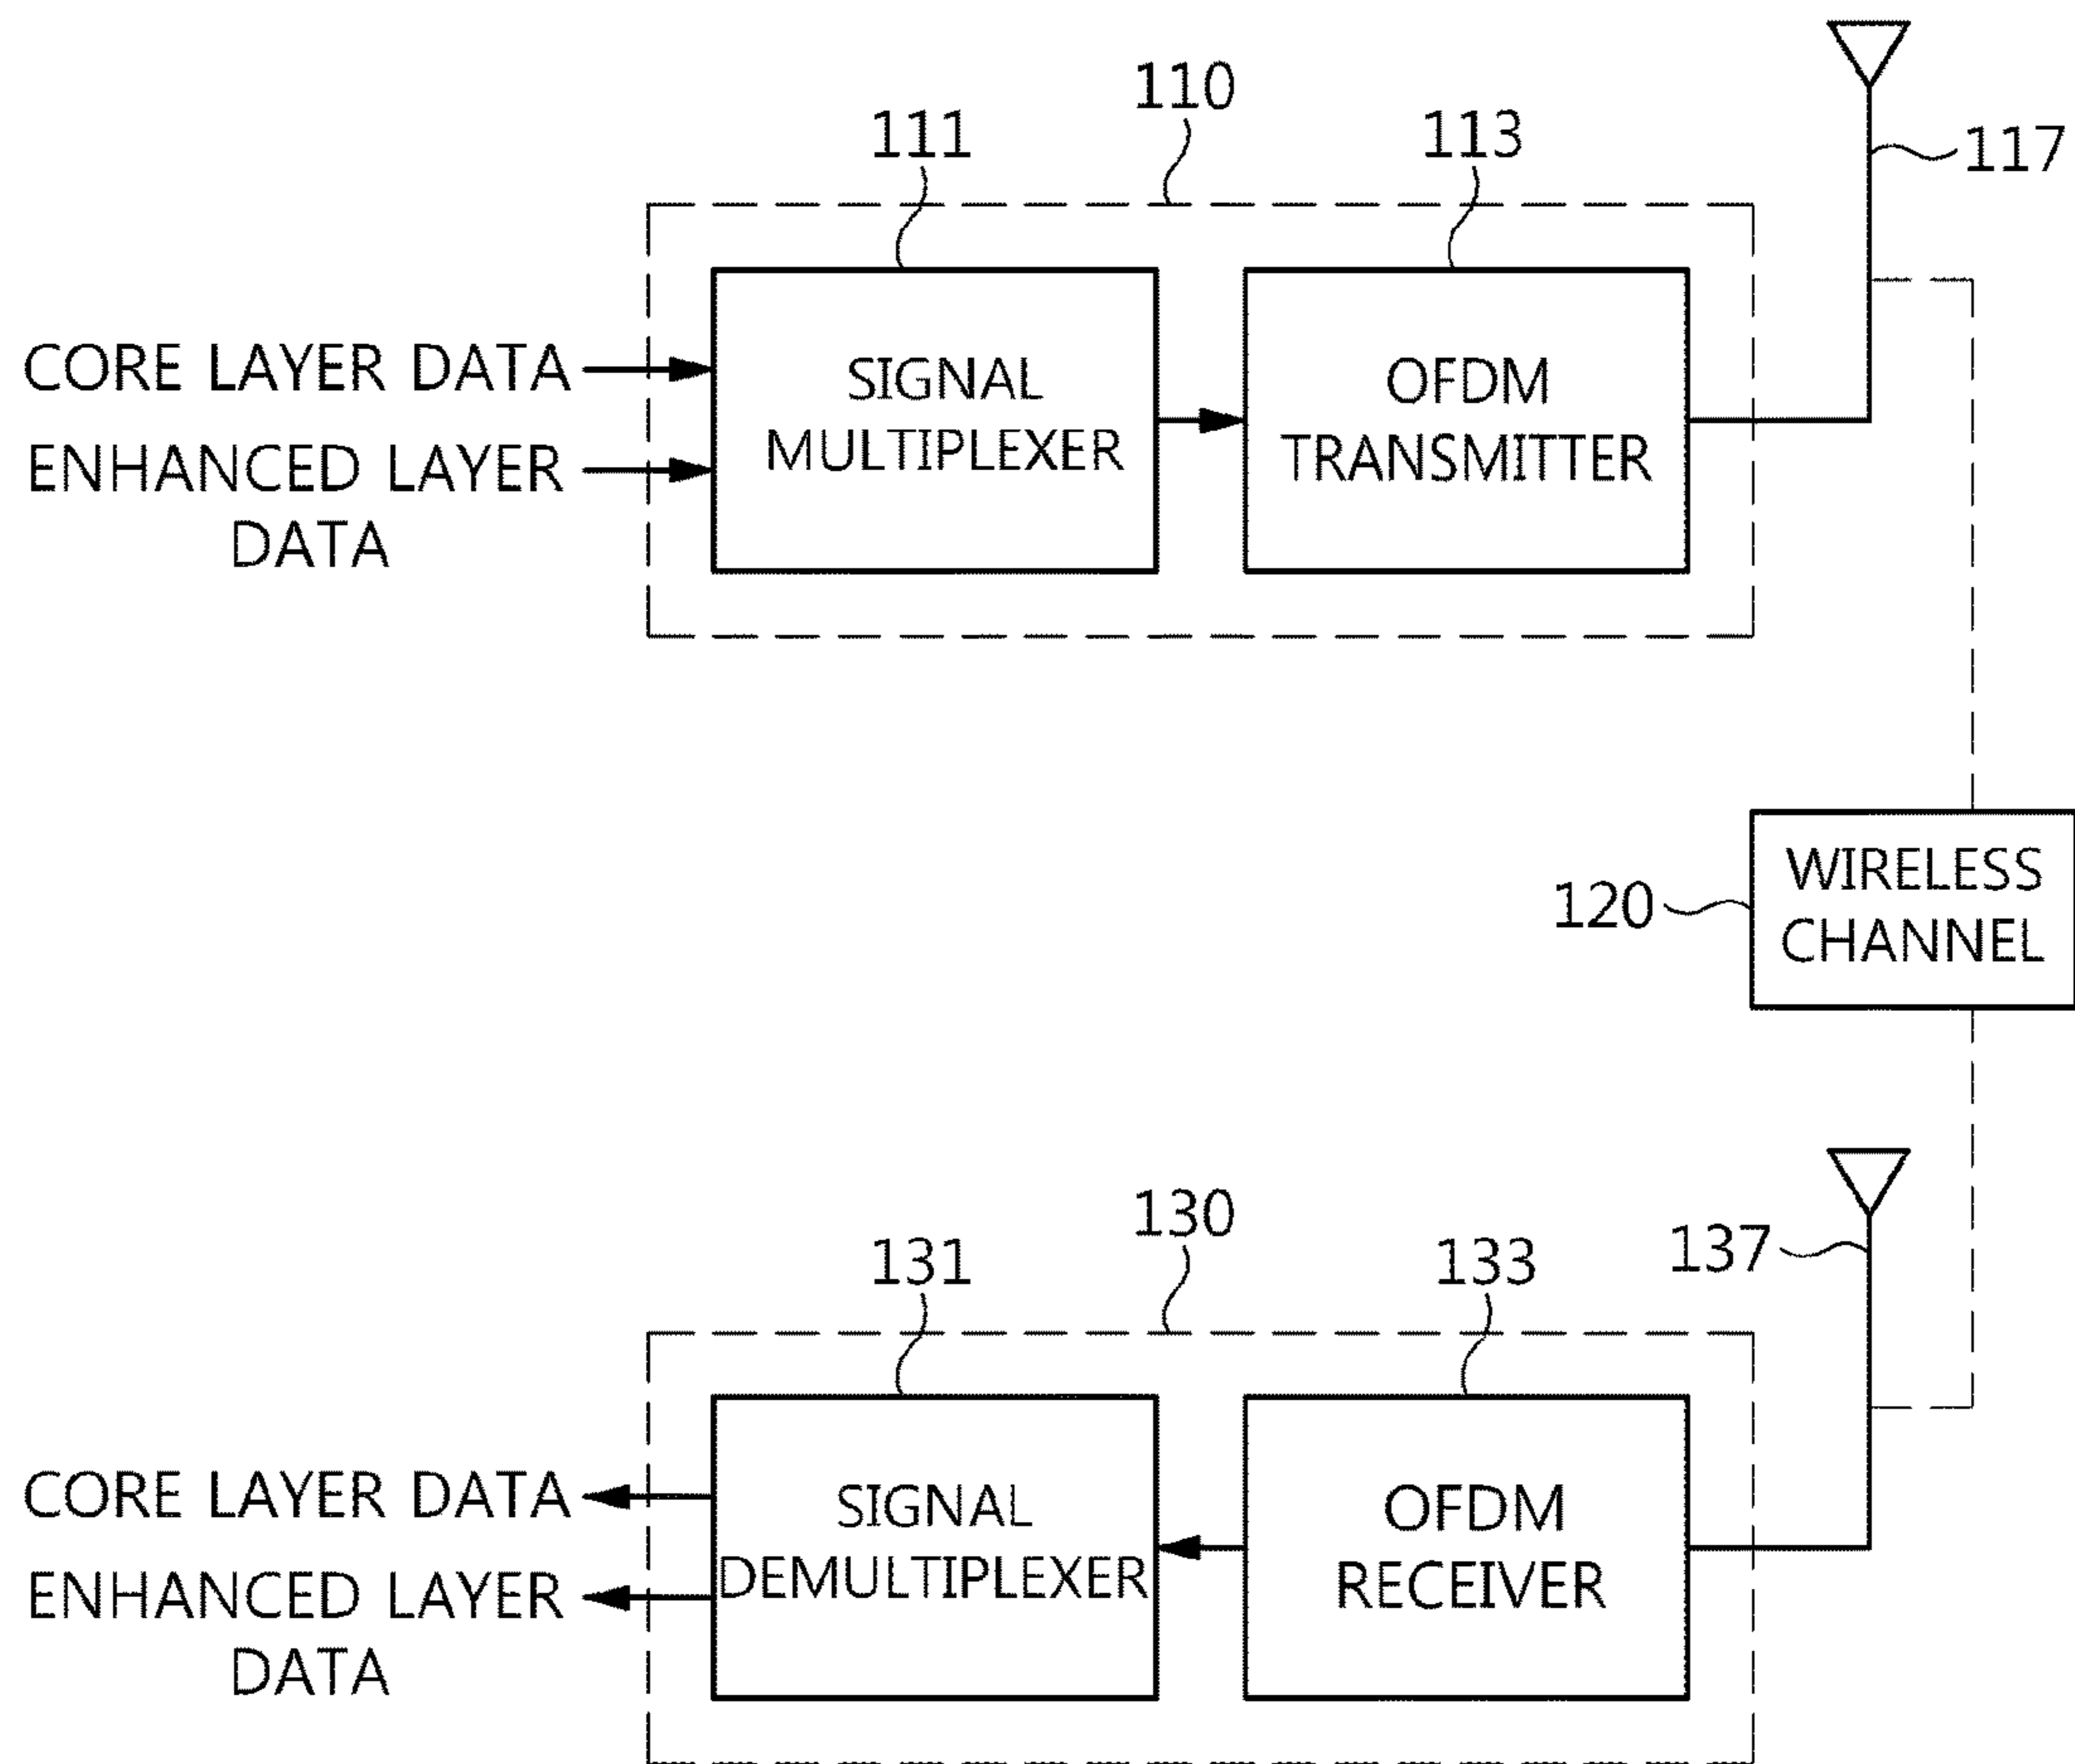 110
111
113
117
CORE LAYER DATA
ENHANCED LAYER
DATA
SIGNAL
MULTIPLEXER
OFDM
TRANSMITTER
120
WIRELESS
CHANNEL
130
131
133
137
CORE LAYER DATA
ENHANCED LAYER
DATA
SIGNAL
DEMULTIPLEXER
OFDM
RECEIVER